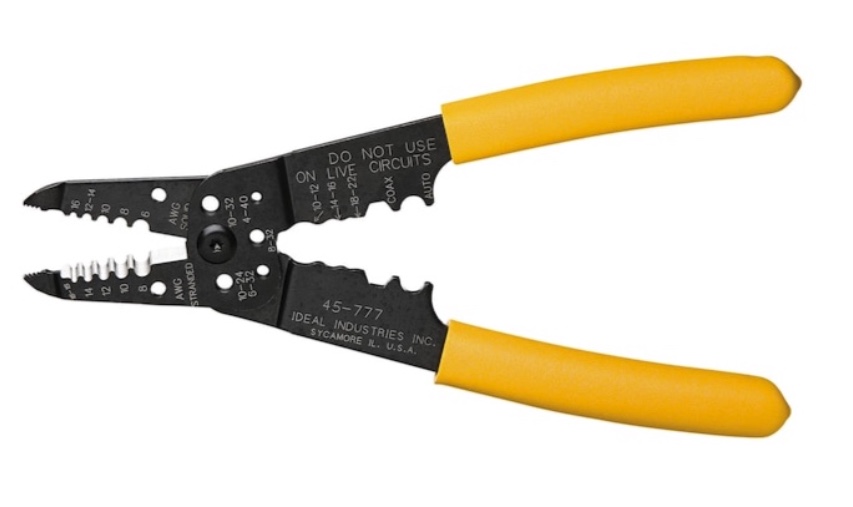 DO NOT USE
ON LIVE CIRCUITS
10-12
14-16
18-22
COAX
AUTO
16
12-14
10
8
6
AWG
SOLID
10-32
4-40
8-32
10-24
6-32
14
12
10
8
AWG
STRANDED
45-777
IDEAL INDUSTRIES INC.
SYCAMORE IL. U.S.A.